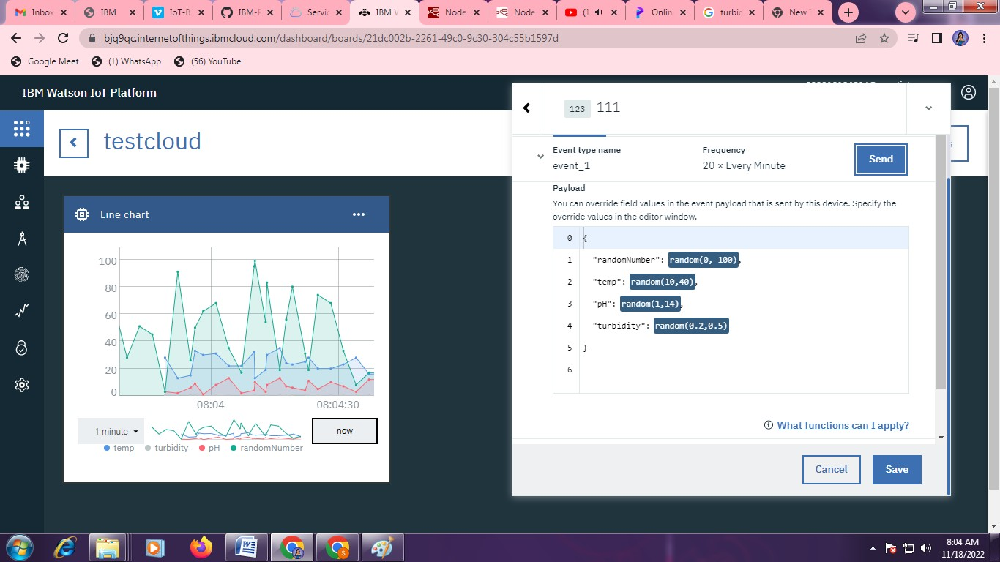 Inbox
IBM
IoT-B
IBM-F
Servic
IBM W
Node
Node
(1
Onlin
turbid
New
bjq9qc.internetofthings.ibmcloud.com/dashboard/boards/21dc002b-2261-49c0-9c30-304c55b1597d
Google Meet
(1) WhatsApp
(56) YouTube
IBM Watson IoT Platform
testcloud
123 111
Event type name
event_1
Frequency
20 × Every Minute
Send
Payload
You can override field values in the event payload that is sent by this device. Specify the
override values in the editor window.
0 {
1 "randomNumber": random(0, 100),
2 "temp": random(10,40),
3 "pH": random(1,14),
4 "turbidity": random(0.2,0.5)
5 }
6
What functions can I apply?
Cancel
Save
Line chart
100
80
60
40
20
0
08:04
08:04:30
1 minute
now
temp
turbidity
pH
randomNumber
8:04 AM
11/18/2022